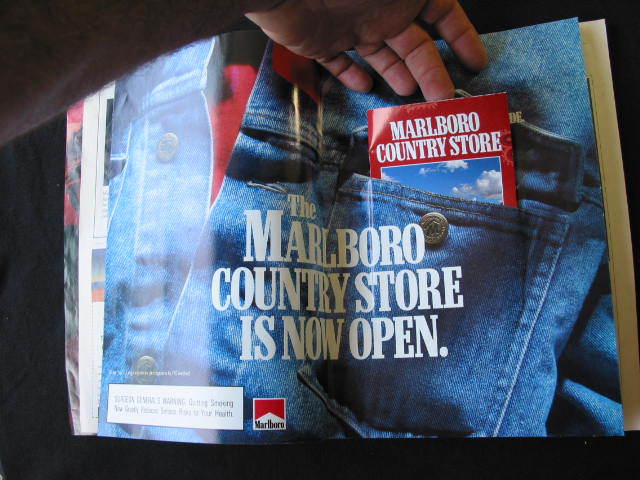 MARLBORO
COUNTRY STORE
The
MARLBORO
COUNTRY STORE
IS NOW OPEN.
SURGEON GENERAL'S WARNING: Quitting Smoking
Now Greatly Reduces Serious Risks to Your Health.
Marlboro